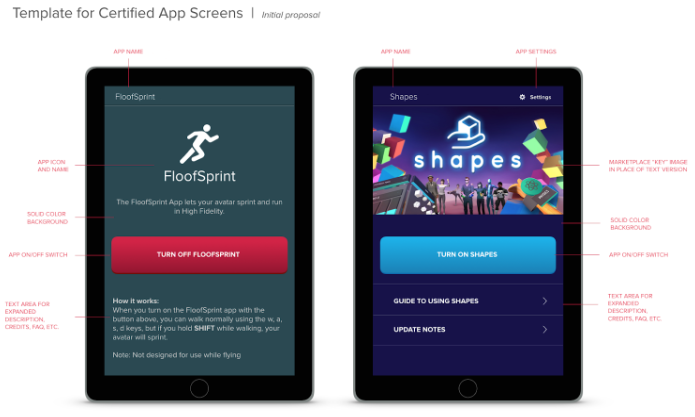 Template for Certified App Screens | Initial proposal
APP NAME
FloofSprint
APP ICON
AND NAME
FloofSprint
The FloofSprint App lets your avatar sprint and run
in High Fidelity.
SOLID COLOR
BACKGROUND
APP ON/OFF SWITCH
TURN OFF FLOOFSPRINT
TEXT AREA FOR
EXPANDED
DESCRIPTION,
CREDITS, FAQ, ETC.
How it works:
When you turn on the FloofSprint app with the
button above, you can walk normally using the w, a,
s, d keys, but if you hold SHIFT while walking, your
avatar will sprint.
Note: Not designed for use while flying
APP NAME
APP SETTINGS
Shapes
Settings
shapes
MARKETPLACE "KEY" IMAGE
IN PLACE OF TEXT VERSION
SOLID COLOR
BACKGROUND
TURN ON SHAPES
APP ON/OFF SWITCH
GUIDE TO USING SHAPES
UPDATE NOTES
TEXT AREA FOR
EXPANDED
DESCRIPTION,
CREDITS, FAQ, ETC.